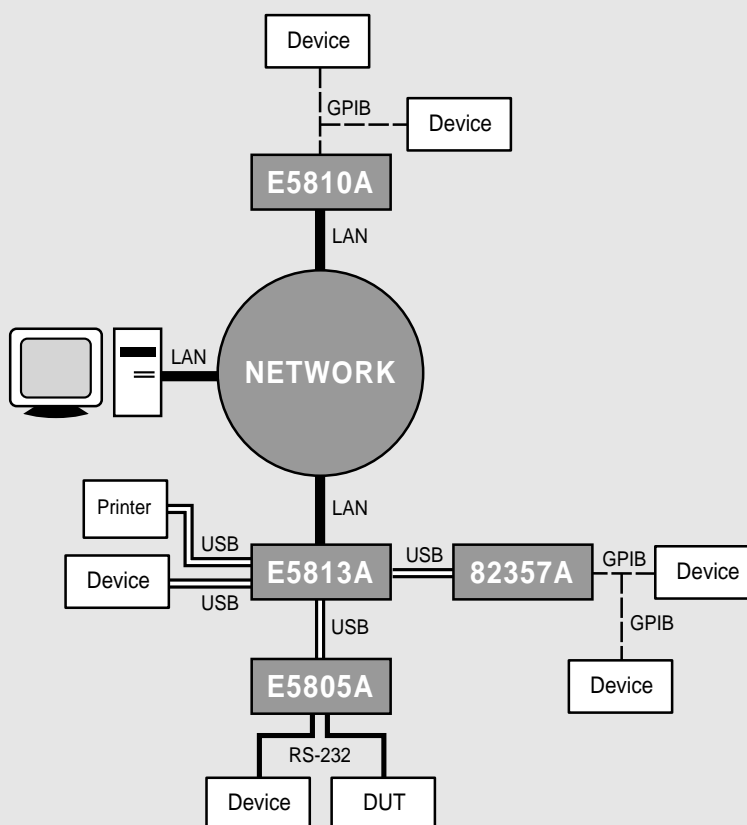 Device
GPIB
Device
E5810A
LAN
LAN
NETWORK
LAN
Printer
USB
USB
GPIB
E5813A
82357A
Device
Device
USB
USB
GPIB
E5805A
Device
RS-232
Device
DUT